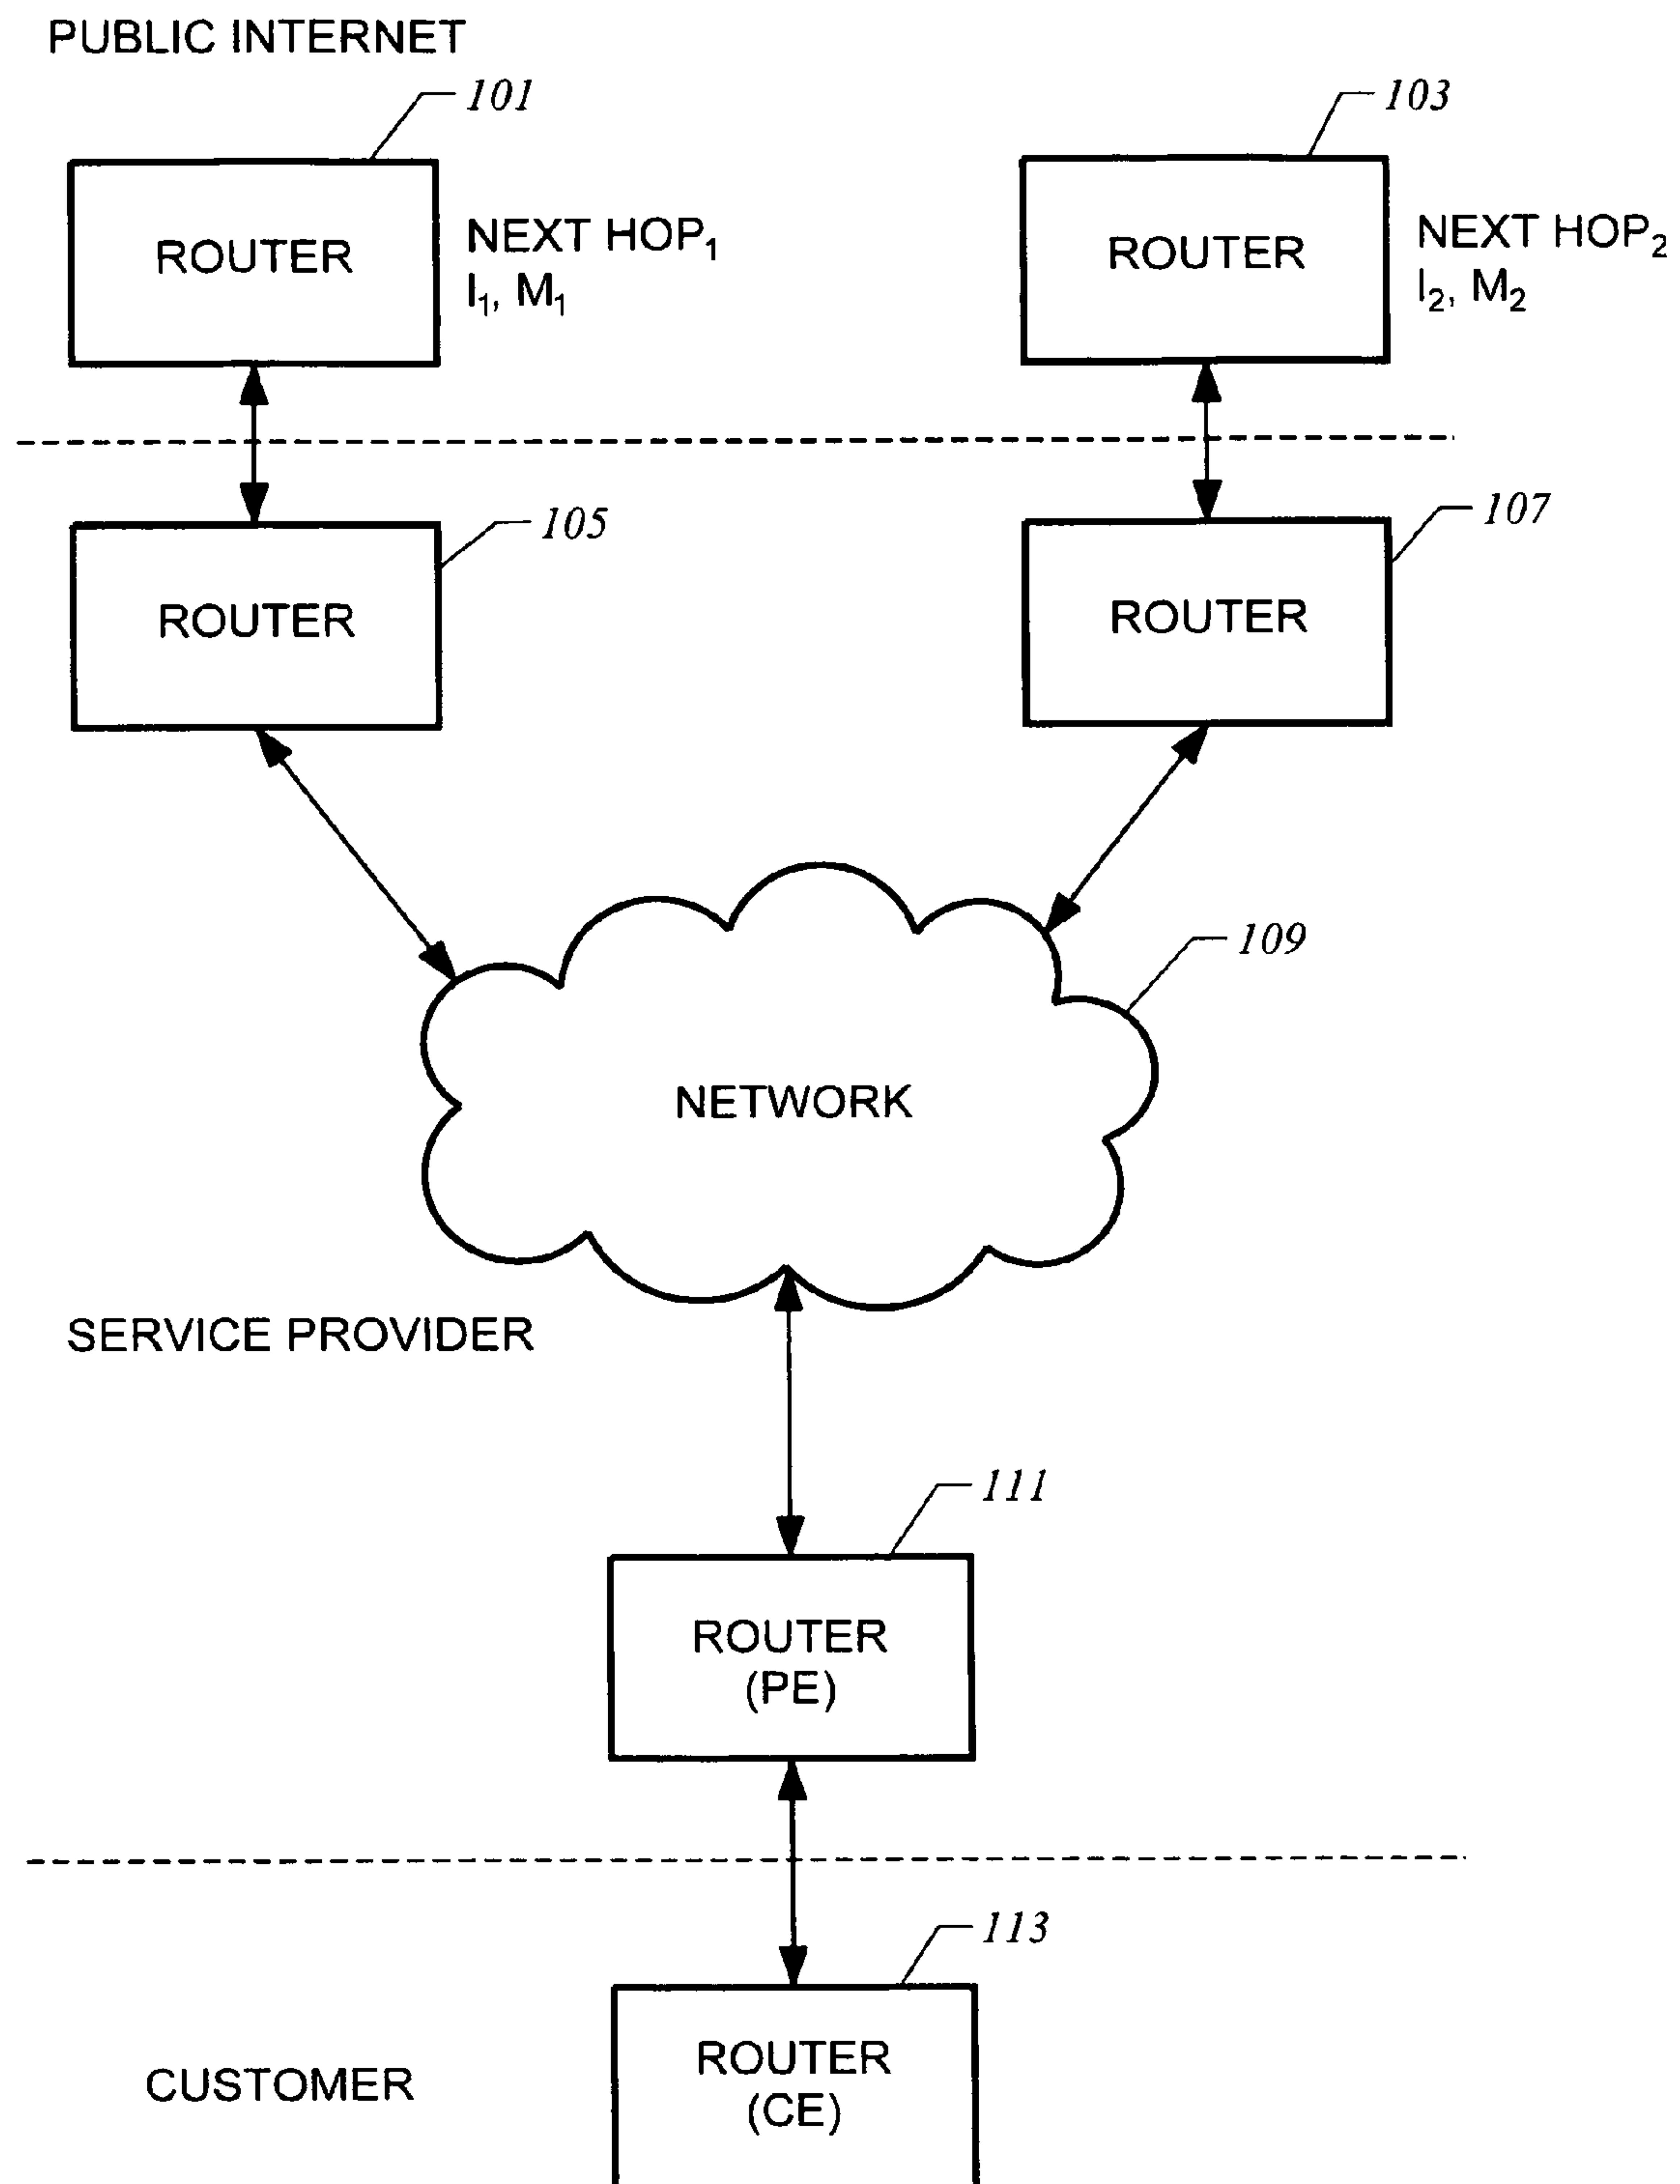 PUBLIC INTERNET
101
103
ROUTER
NEXT HOP₁
I₁, M₁
ROUTER
NEXT HOP₂
I₂, M₂
105
107
ROUTER
ROUTER
109
NETWORK
SERVICE PROVIDER
111
ROUTER
(PE)
113
ROUTER
(CE)
CUSTOMER